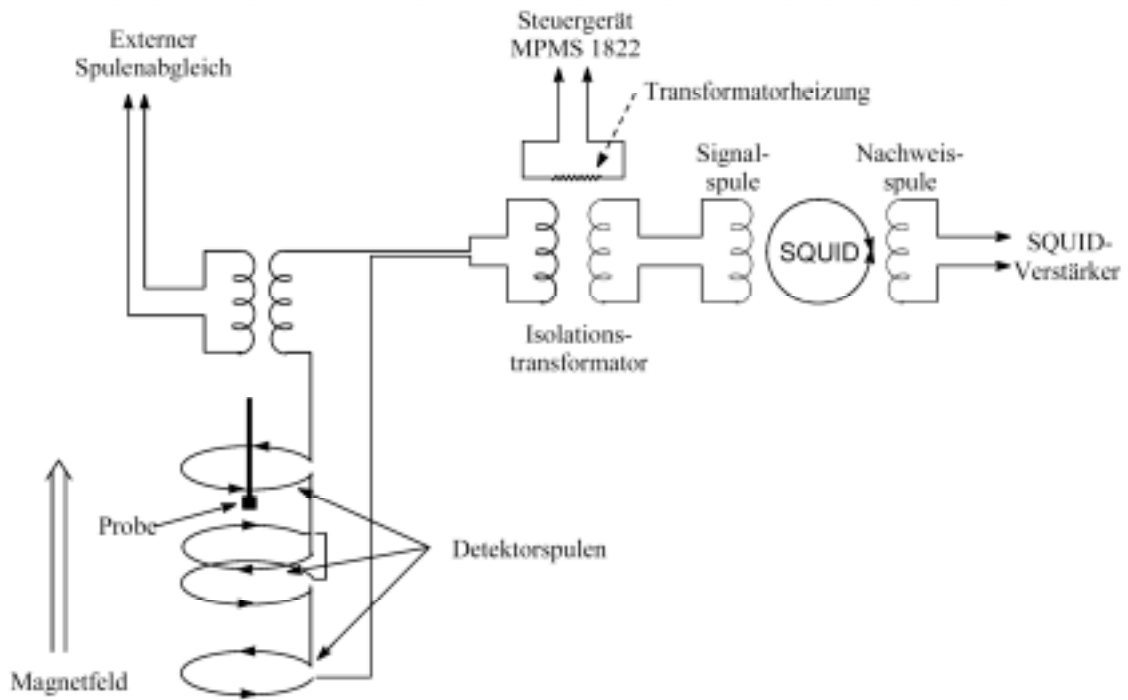 Externer
Spulenabgleich
Steuergerät
MPMS 1822
Transformatorheizung
Signal-
spule
Nachweis-
spule
SQUID
SQUID-
Verstärker
Isolations-
transformator
Probe
Detektorspulen
Magnetfeld